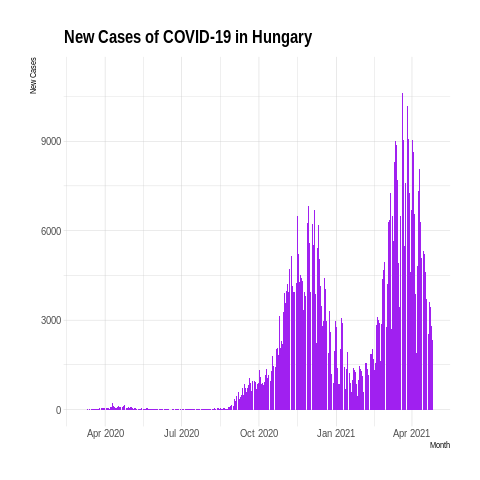 New Cases of COVID-19 in Hungary
New Cases
9000
6000
3000
0
Apr 2020 Jul 2020 Oct 2020 Jan 2021 Apr 2021
Month